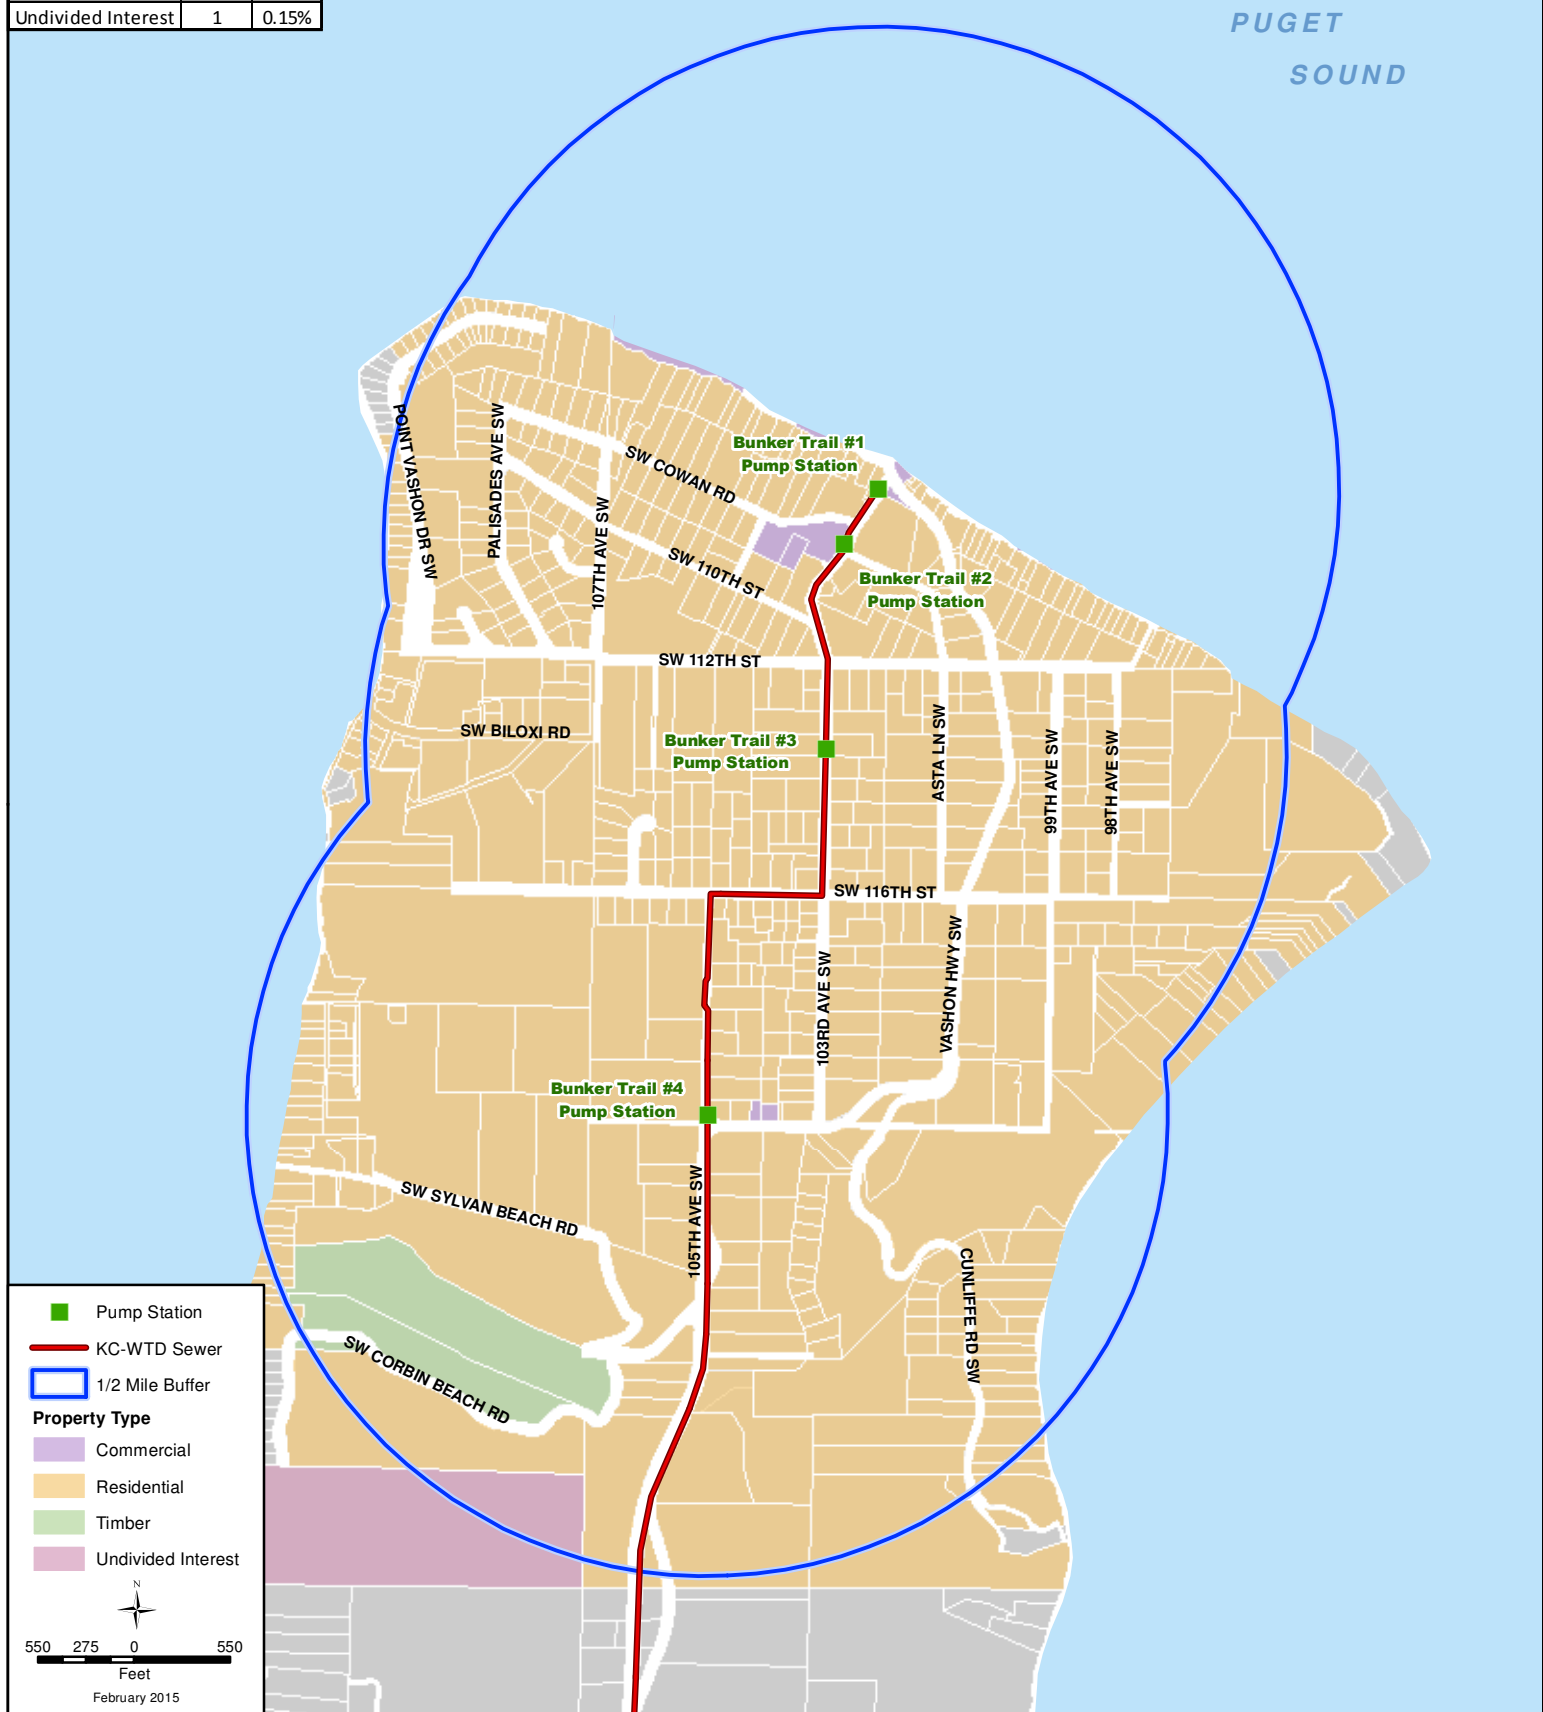 Undivided Interest 1 0.15%
PUGET
SOUND
POINT VASHON DR SW
PALISADES AVE SW
107TH AVE SW
SW COWAN RD
SW 110TH ST
Bunker Trail #1
Pump Station
Bunker Trail #2
Pump Station
SW 112TH ST
SW BILOXI RD
Bunker Trail #3
Pump Station
ASTA LN SW
99TH AVE SW
98TH AVE SW
SW 116TH ST
103RD AVE SW
VASHON HWY SW
Bunker Trail #4
Pump Station
105TH AVE SW
SW SYLVAN BEACH RD
CUNLIFFE RD SW
SW CORBIN BEACH RD
Pump Station
KC-WTD Sewer
1/2 Mile Buffer
Property Type
Commercial
Residential
Timber
Undivided Interest
N
550 275 0 550
Feet
February 2015